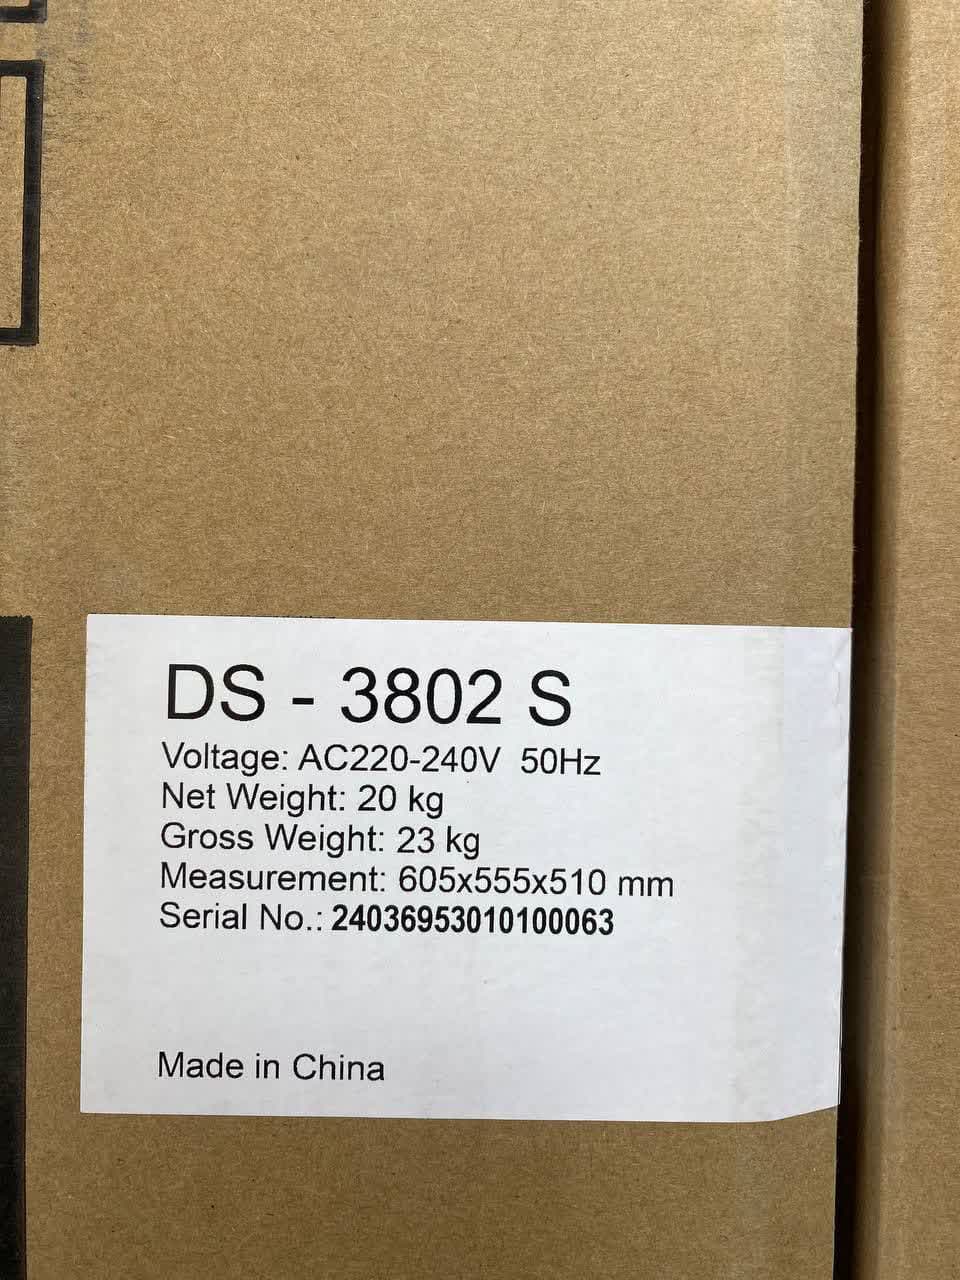 DS - 3802 S
Voltage: AC220-240V 50Hz
Net Weight: 20 kg
Gross Weight: 23 kg
Measurement: 605x555x510 mm
Serial No.: 24036953010100063
Made in China